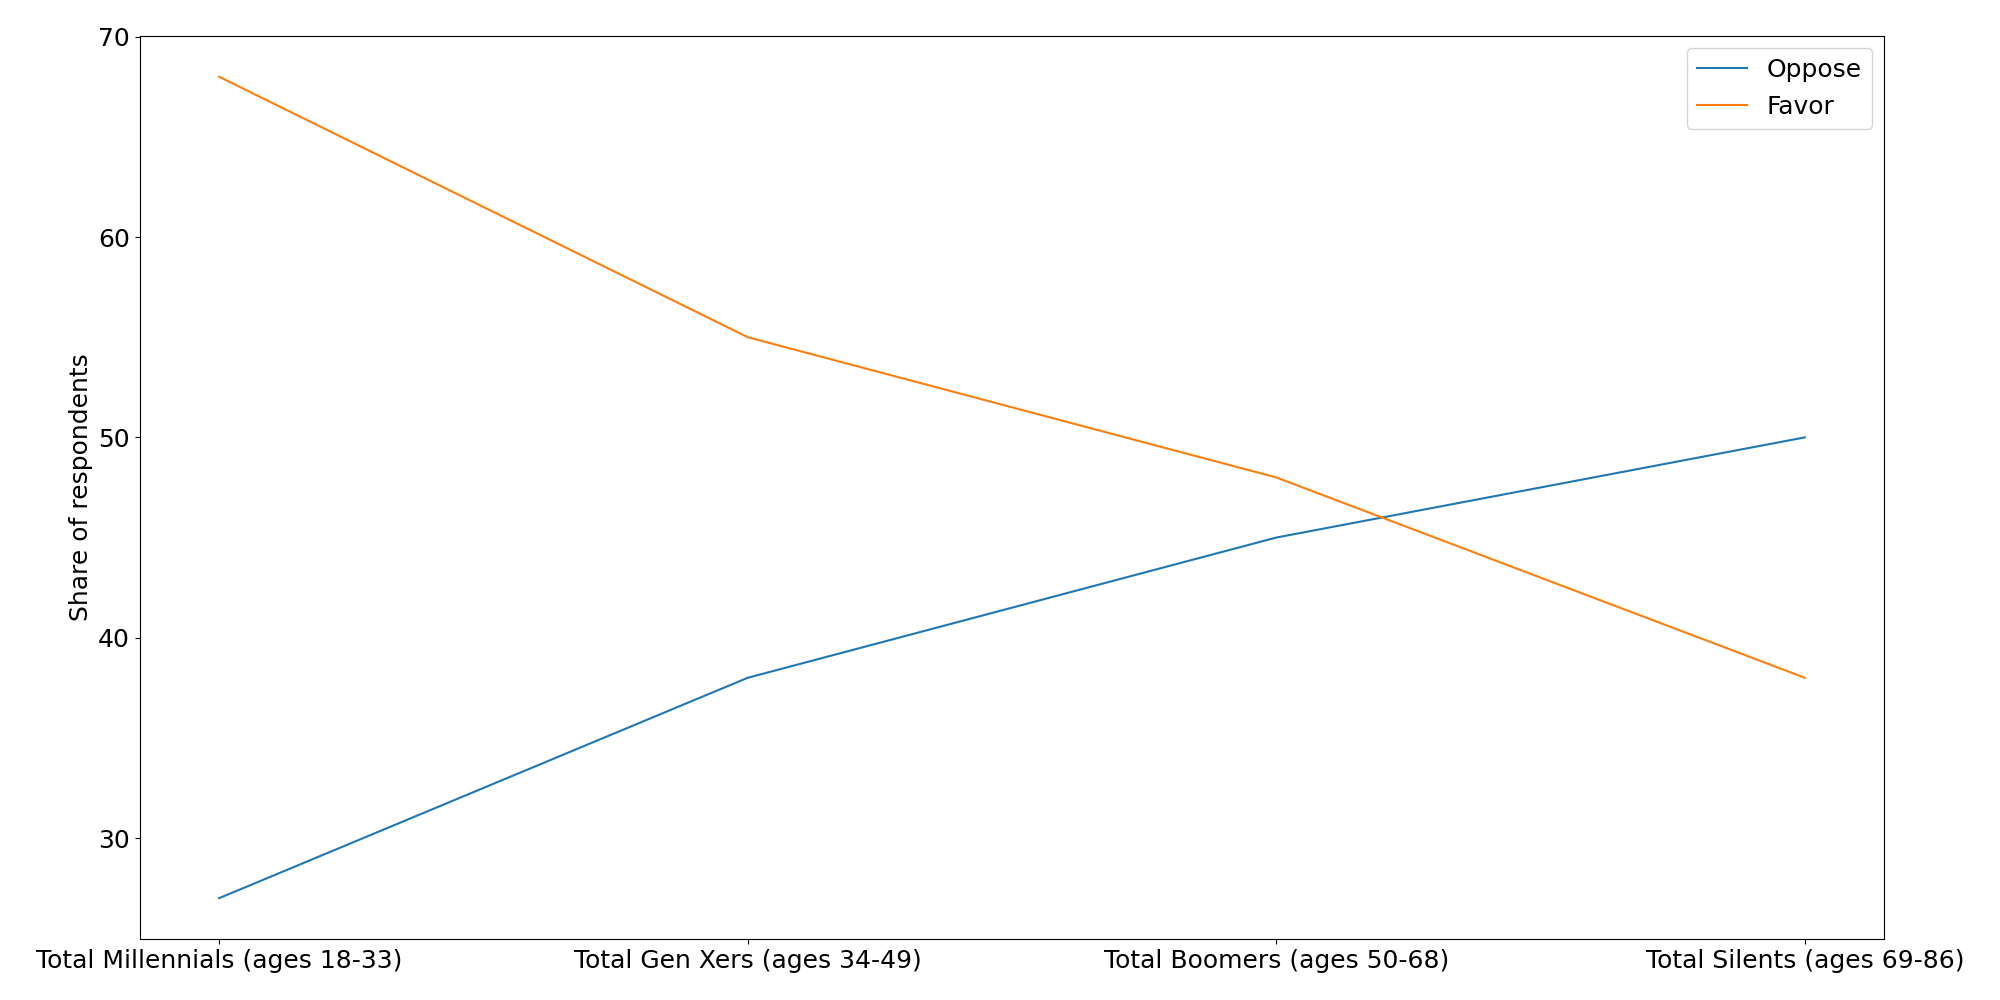 70
60
50
40
30
Share of respondents
Oppose
Favor
Total Millennials (ages 18-33)
Total Gen Xers (ages 34-49)
Total Boomers (ages 50-68)
Total Silents (ages 69-86)